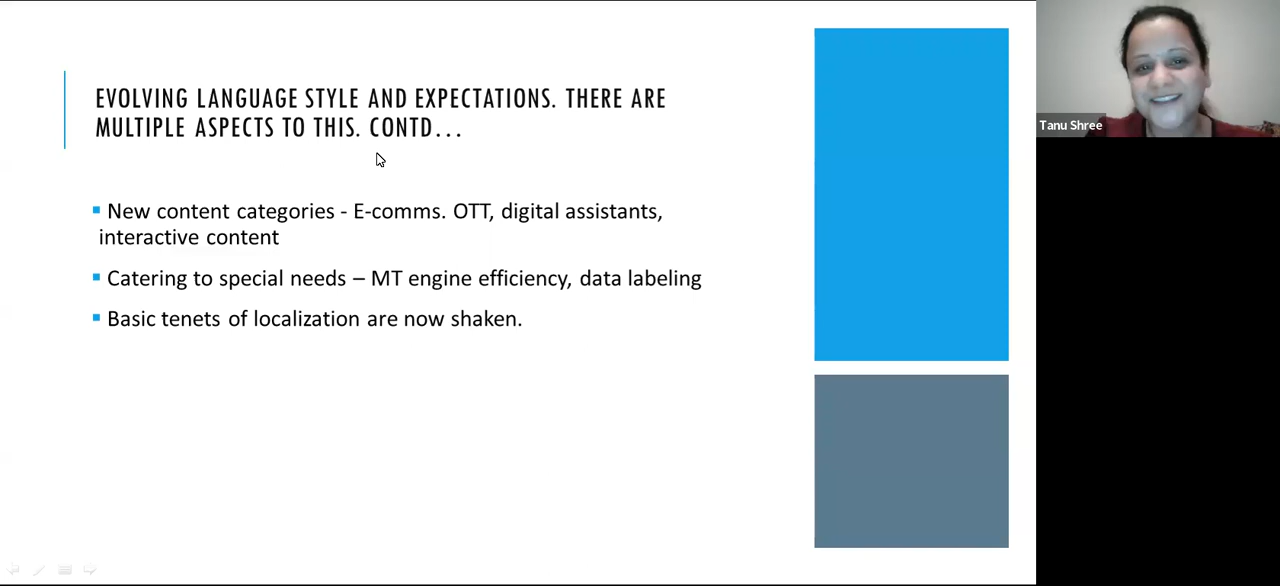 EVOLVING LANGUAGE STYLE AND EXPECTATIONS. THERE ARE
MULTIPLE ASPECTS TO THIS. CONTD...
New content categories - E-comms. OTT, digital assistants,
interactive content
Catering to special needs – MT engine efficiency, data labeling
Basic tenets of localization are now shaken.
Tanu Shree